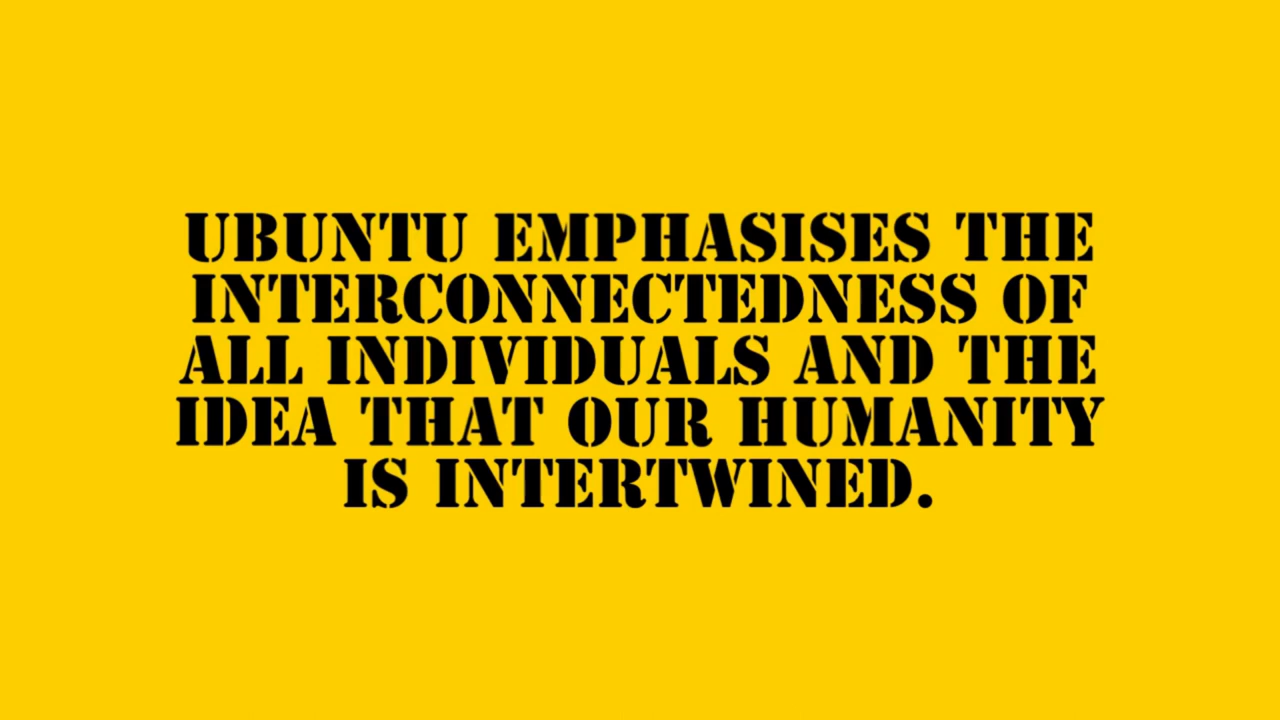 UBUNTU EMPHASISES THE
INTERCONNECTEDNESS OF
ALL INDIVIDUALS AND THE
IDEA THAT OUR HUMANITY
IS INTERTWINED.